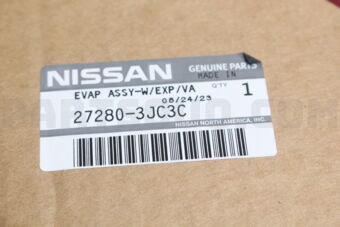 NISSAN GENUINE PARTS
MADE IN
EVAP ASSY-W/EXP/VA Q'TY 1
08/24/23
27280-3JC3C
NISSAN NORTH AMERICA, INC.